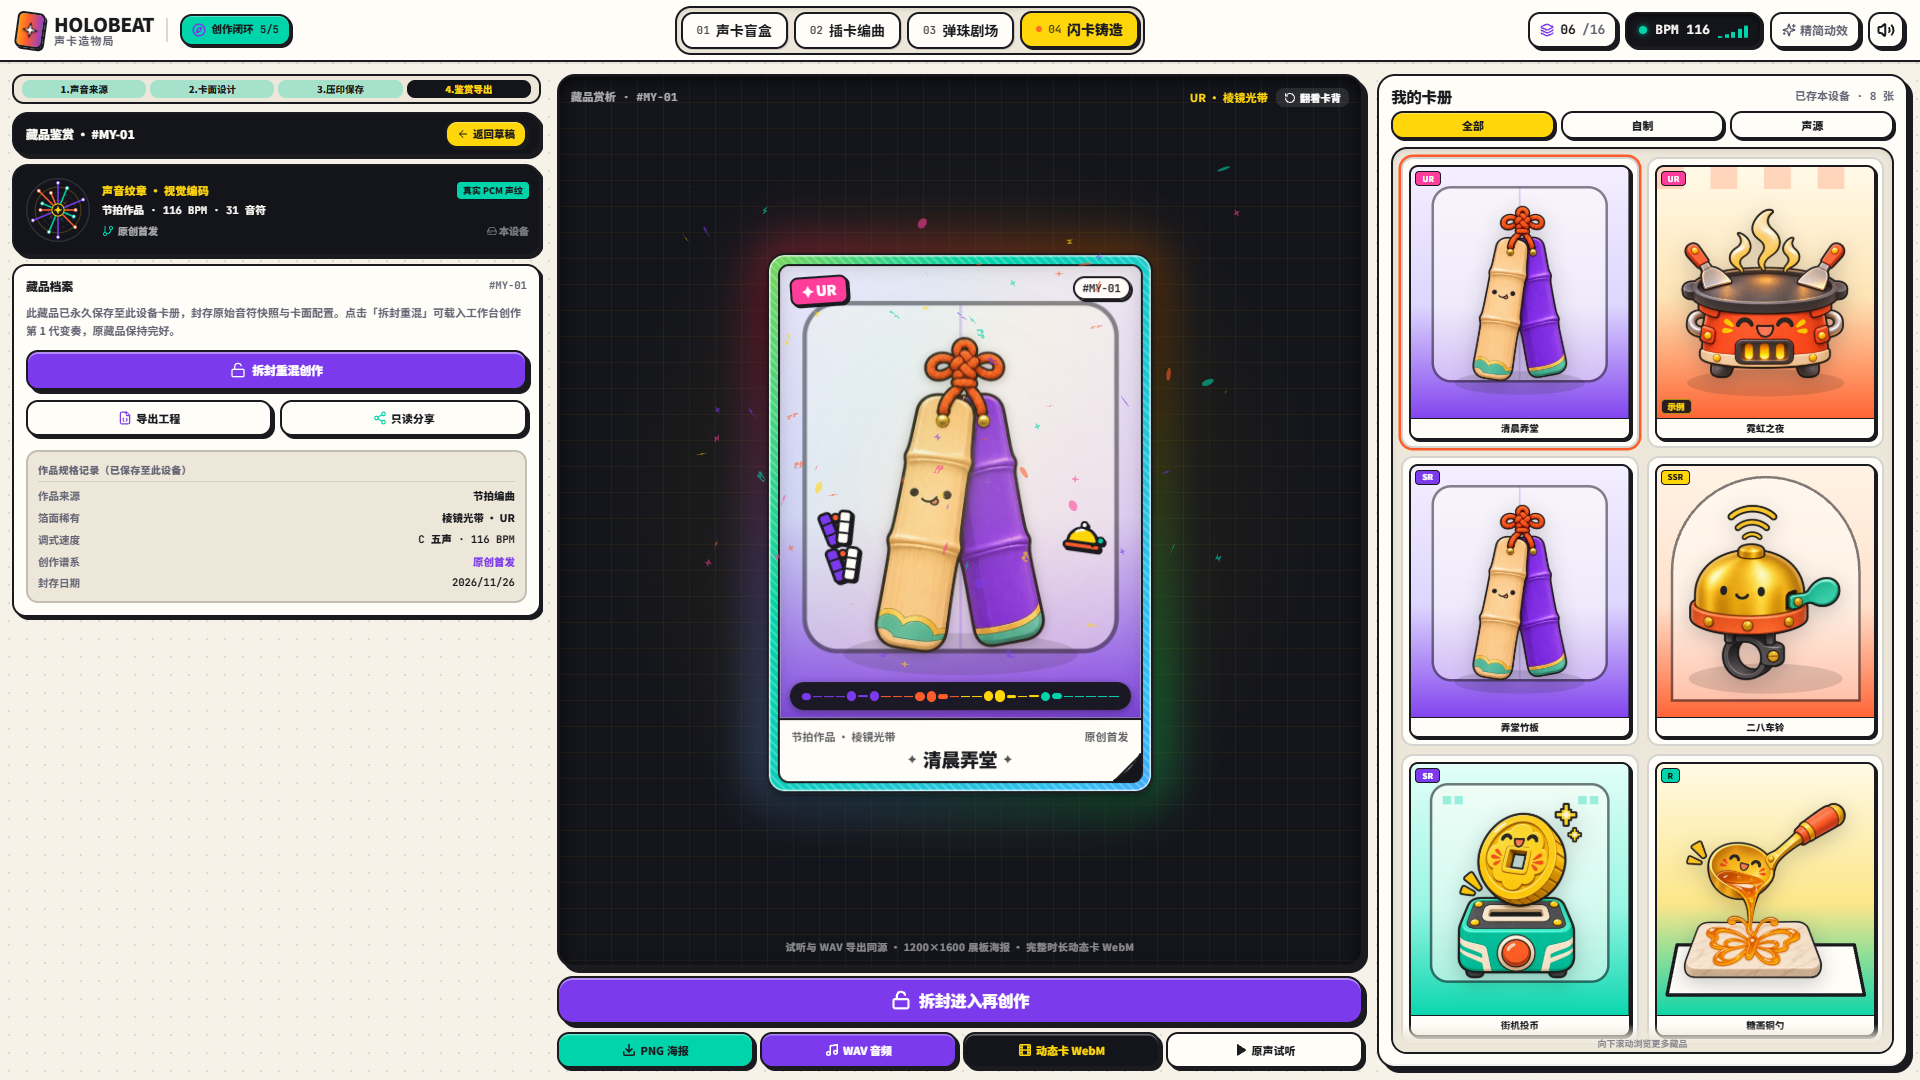 HOLOBEAT
声卡造物局
创作闭环 5/5
01 声卡盲盒
02 插卡编曲
03 弹珠剧场
04 闪卡铸造
06 /16
BPM 116
精简动效
1.声音来源
2.卡面设计
3.压印保存
4.鉴赏导出
藏品鉴赏 • #MY-01
返回草稿
声音纹章 • 视觉编码
真实 PCM 声纹
节拍作品 · 116 BPM · 31 音符
原创首发
本设备
藏品档案
#MY-01
此藏品已永久保存至此设备卡册，封存原始音符快照与卡面配置。点击「拆封重混」可载入工作台创作
第 1 代变奏，原藏品保持完好。
拆封重混创作
导出工程
只读分享
作品规格记录（已保存至此设备）
作品来源
节拍编曲
箔面稀有
棱镜光带 • UR
调式速度
C 五声 · 116 BPM
创作谱系
原创首发
封存日期
2026/11/26
藏品赏析 · #MY-01
UR • 棱镜光带
翻看卡背
UR
#MY-01
节拍作品 • 棱镜光带
原创首发
清晨弄堂
试听与 WAV 导出同源 • 1200×1600 展板海报 • 完整时长动态卡 WebM
拆封进入再创作
PNG 海报
WAV 音频
动态卡 WebM
原声试听
我的卡册
已存本设备 · 8 张
全部
自制
声源
UR
清晨弄堂
UR
示例
霓虹之夜
SR
弄堂竹板
SSR
二八车铃
SR
街机投币
R
糖画铜勺
向下滚动浏览更多藏品